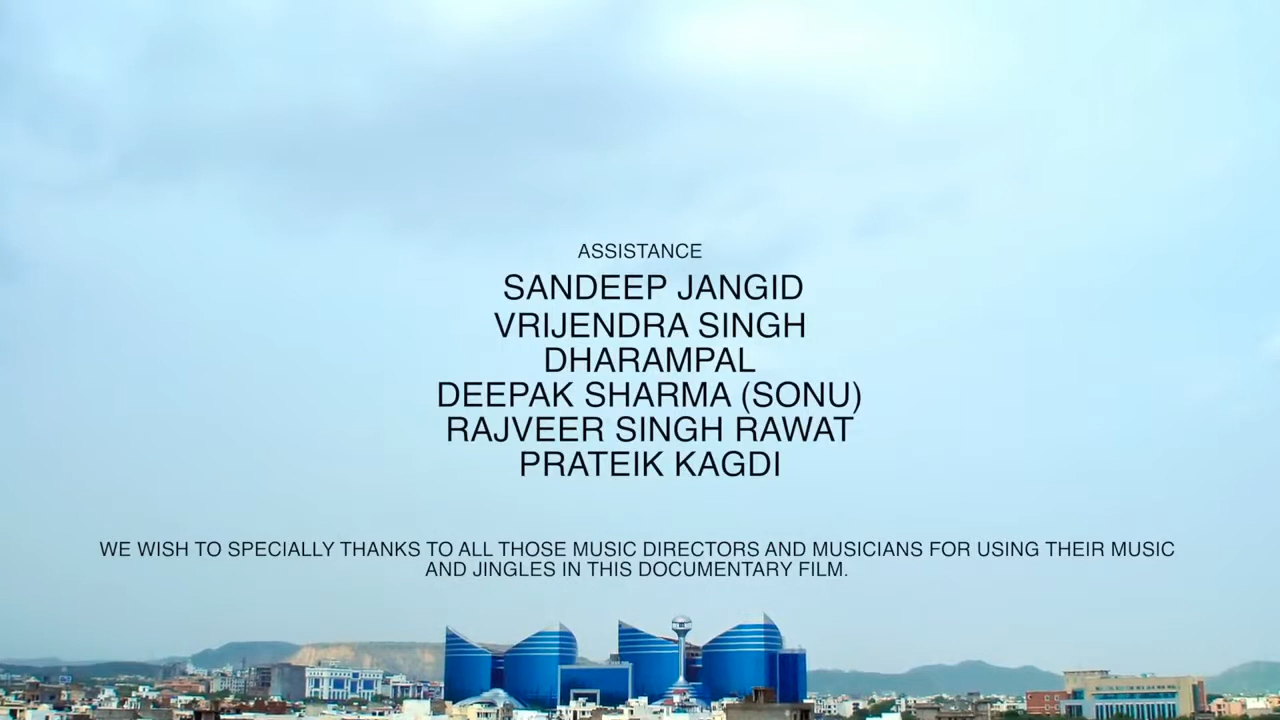 ASSISTANCE
SANDEEP JANGID
VRIJENDRA SINGH
DHARAMPAL
DEEPAK SHARMA (SONU)
RAJVEER SINGH RAWAT
PRATEIK KAGDI
WE WISH TO SPECIALLY THANKS TO ALL THOSE MUSIC DIRECTORS AND MUSICIANS FOR USING THEIR MUSIC
AND JINGLES IN THIS DOCUMENTARY FILM.